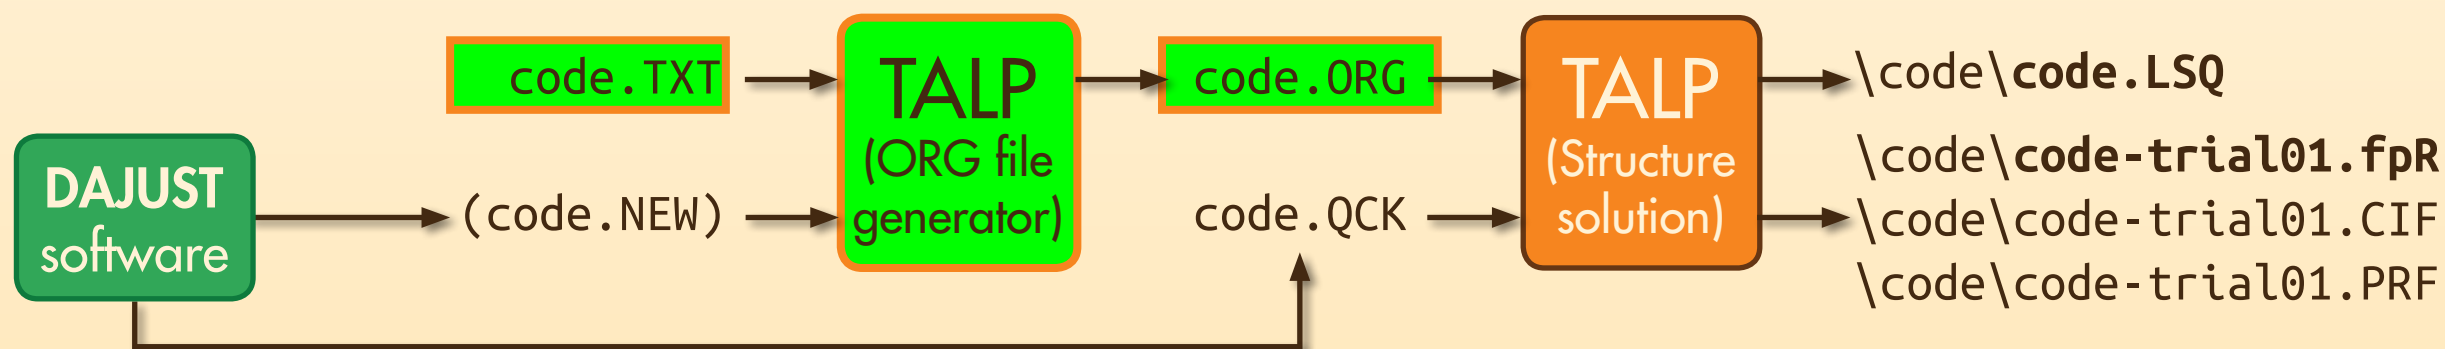 code.TXT
TALP
(ORG file
generator)
code.ORG
TALP
(Structure
solution)
\code\code.LSQ
\code\code-trial01.fpR
\code\code-trial01.CIF
\code\code-trial01.PRF
DAJUST
software
(code.NEW)
code.QCK